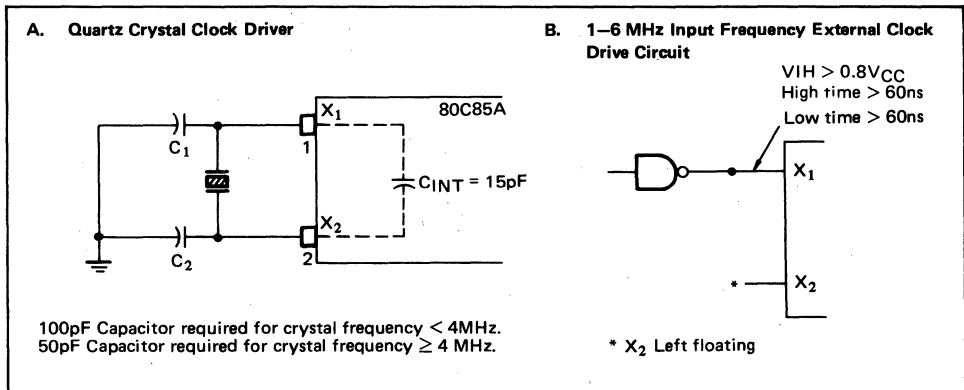 A. Quartz Crystal Clock Driver
X1
80C85A
C1
1
CINT = 15pF
X2
C2
2
100pF Capacitor required for crystal frequency < 4MHz.
50pF Capacitor required for crystal frequency ≥ 4 MHz.
B. 1–6 MHz Input Frequency External Clock
Drive Circuit
VIH > 0.8VCC
High time > 60ns
Low time > 60ns
X1
*
X2
* X2 Left floating